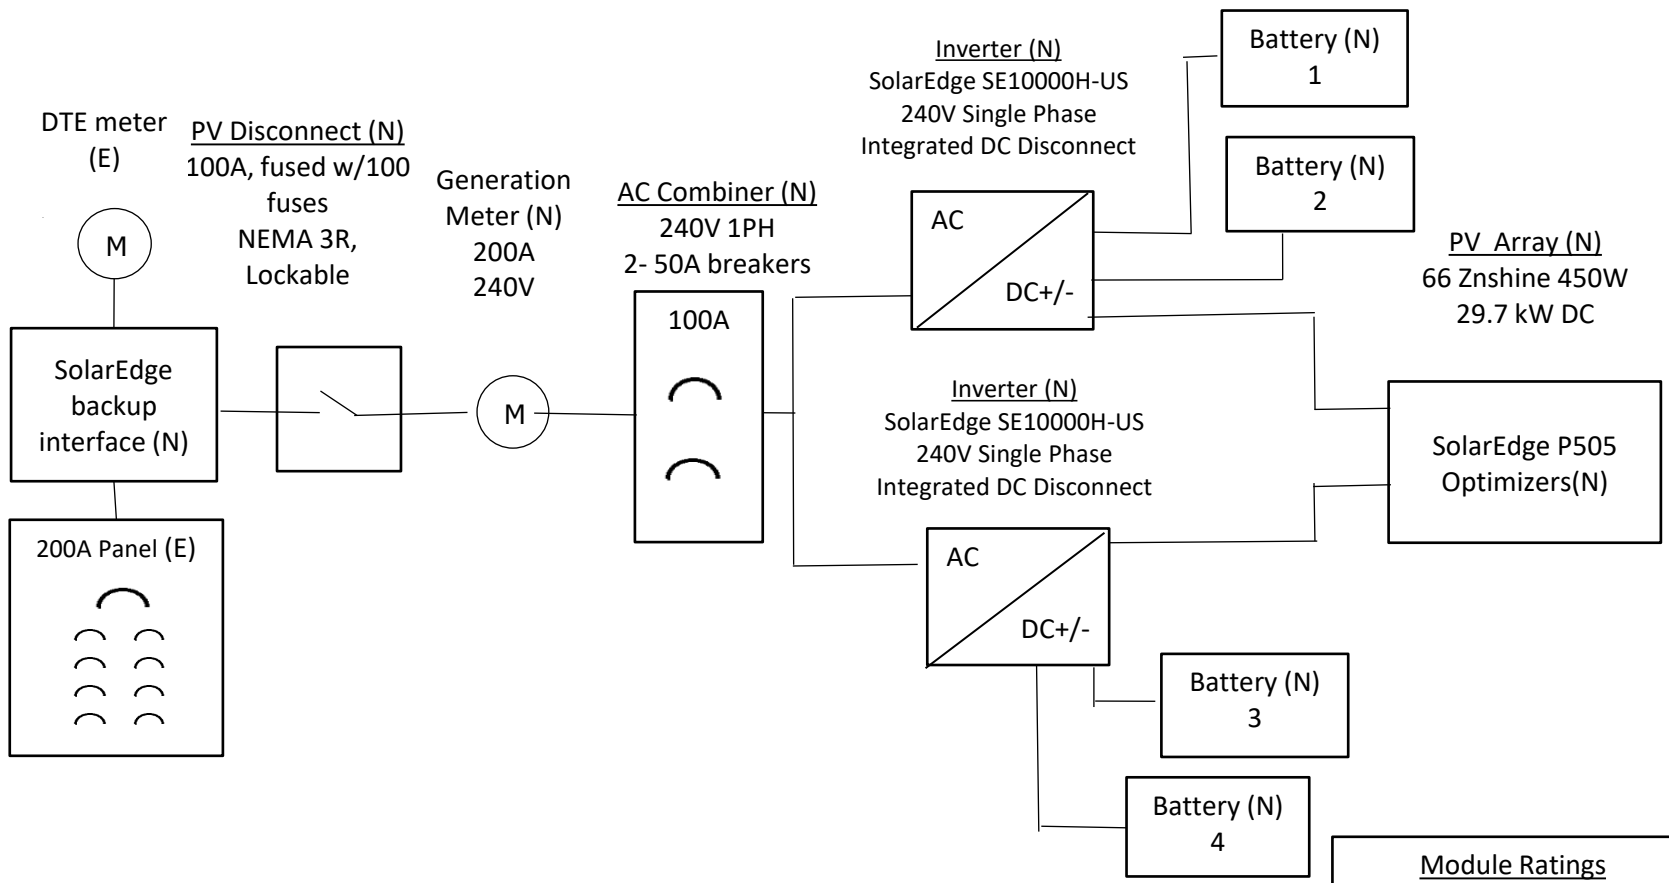 DTE meter
(E)
M
PV Disconnect (N)
100A, fused w/100
fuses
NEMA 3R,
Lockable
Generation
Meter (N)
200A
240V
M
AC Combiner (N)
240V 1PH
2- 50A breakers
100A
SolarEdge
backup
interface (N)
200A Panel (E)
Inverter (N)
SolarEdge SE10000H-US
240V Single Phase
Integrated DC Disconnect
AC
DC+/-
Battery (N)
1
Battery (N)
2
PV  Array (N)
66 Znshine 450W
29.7 kW DC
Inverter (N)
SolarEdge SE10000H-US
240V Single Phase
Integrated DC Disconnect
AC
DC+/-
SolarEdge P505
Optimizers(N)
Battery (N)
3
Battery (N)
4
Module Ratings